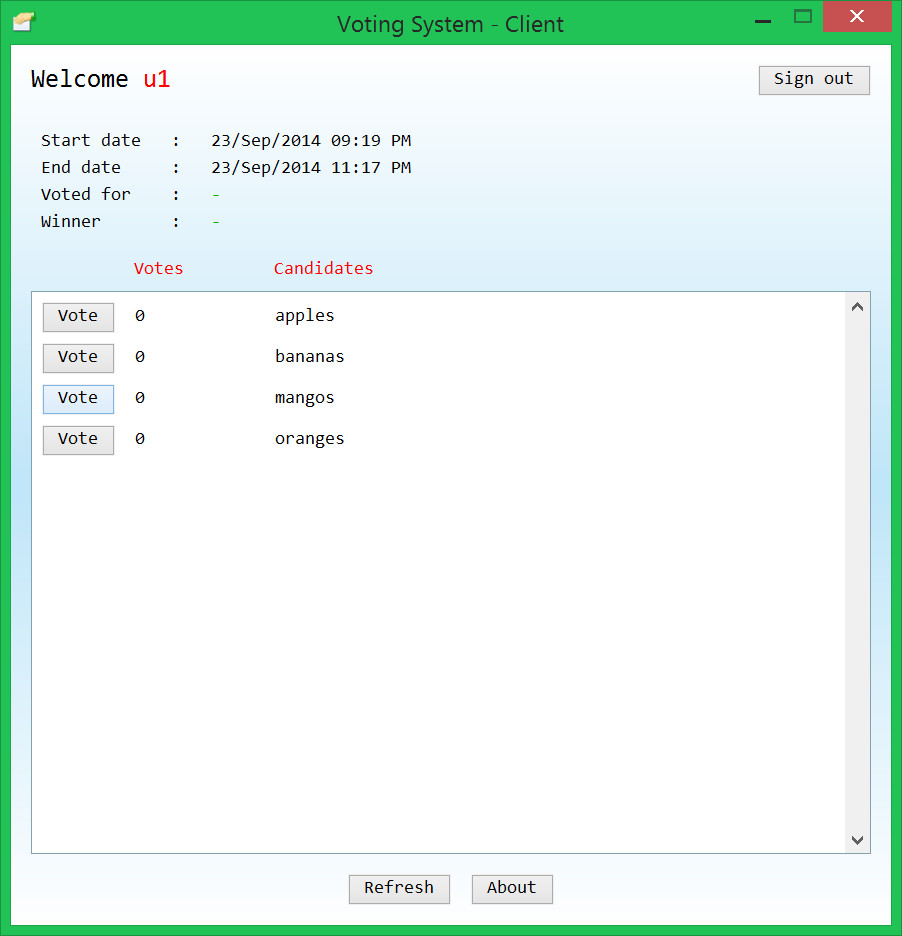 Voting System - Client
Welcome u1 Sign out
Start date : 23/Sep/2014 09:19 PM
End date : 23/Sep/2014 11:17 PM
Voted for : -
Winner : -
Votes Candidates
Vote 0 apples
Vote 0 bananas
Vote 0 mangos
Vote 0 oranges
Refresh About